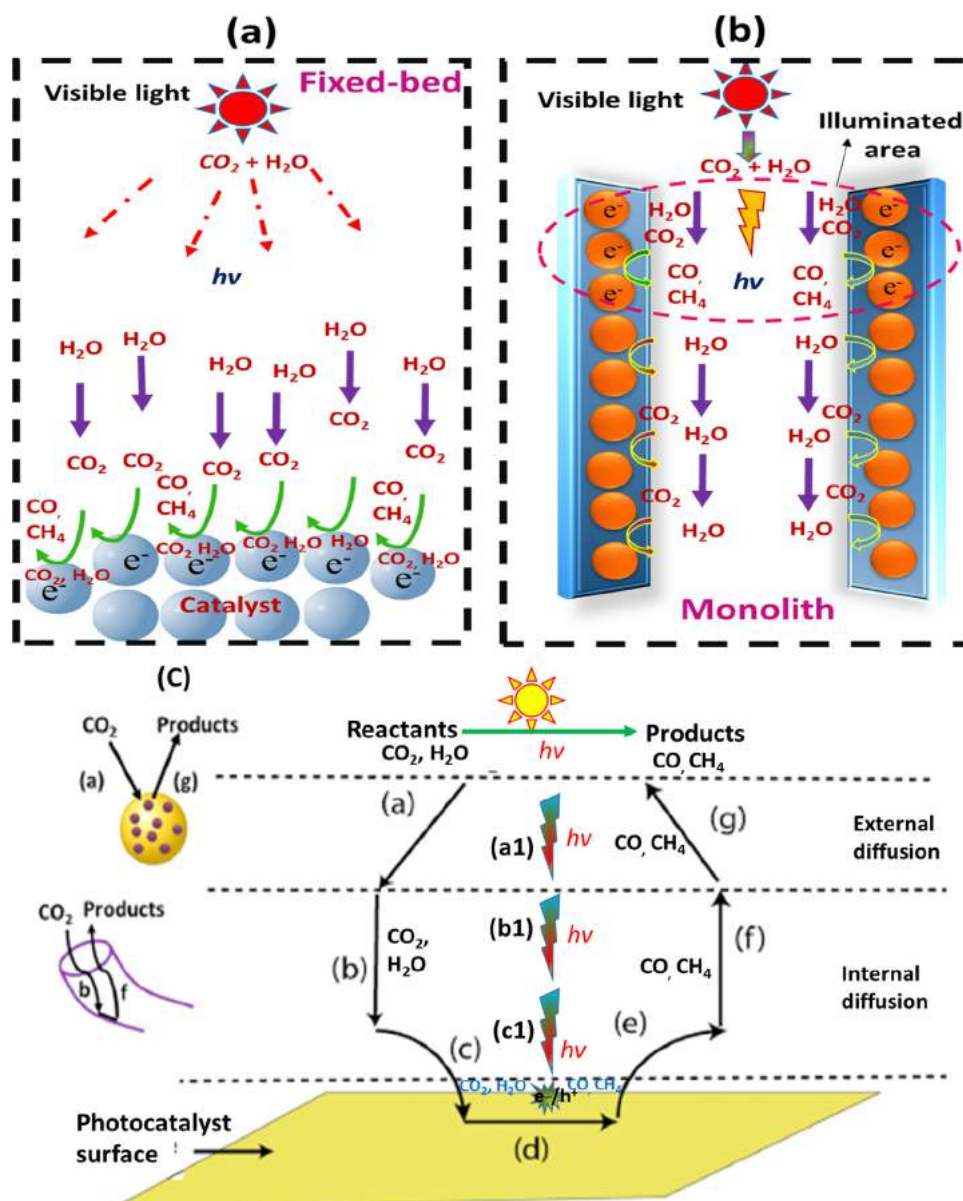 (a)
Visible light
Fixed-bed
CO₂ + H₂O
hv
H₂O
H₂O
H₂O
H₂O
H₂O
H₂O
CO₂
CO₂
CO₂
CO₂
CO₂
CO₂
CO,
CH₄
CO,
CH₄
CO,
CH₄
CO₂, H₂O
CO₂ H₂O
CO₂ H₂O
H₂O
CO₂, H₂O
e⁻
e⁻
e⁻
e⁻
e⁻
e⁻
Catalyst
(b)
Visible light
Illuminated
area
CO₂ + H₂O
H₂O
H₂O
CO₂
CO₂
e⁻
e⁻
e⁻
e⁻
e⁻
e⁻
CO,
CH₄
hv
CO,
CH₄
H₂O
H₂O
CO₂
CO₂
H₂O
H₂O
CO₂
CO₂
H₂O
H₂O
Monolith
(C)
CO₂
Products
(a)
(g)
Reactants
CO₂, H₂O
hv
Products
CO, CH₄
(a)
(a1)
hv
CO, CH₄
(g)
External
diffusion
CO₂
Products
b
f
(b)
CO₂,
H₂O
(b1)
hv
CO, CH₄
(f)
Internal
diffusion
(c)
(c1)
hv
(e)
CO₂, H₂O
e⁻/h⁺
CO, CH₄
(d)
Photocatalyst
surface